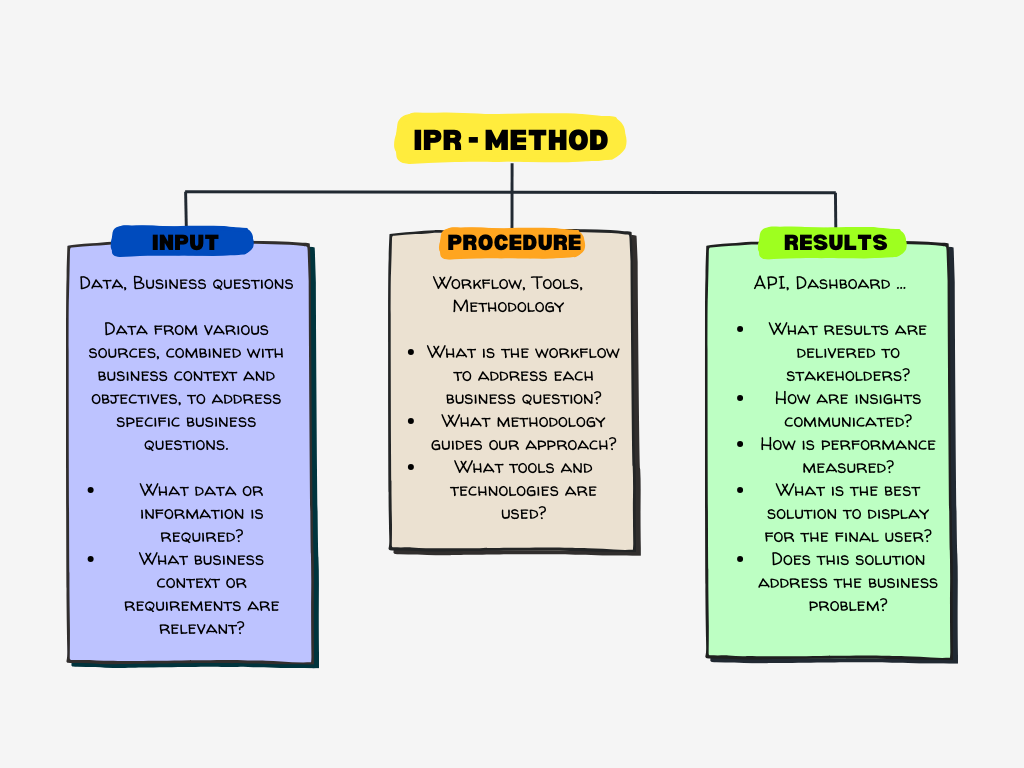 IPR - METHOD
INPUT
Data, Business questions
Data from various
sources, combined with
business context and
objectives, to address
specific business
questions.
• What data or
information is
required?
• What business
context or
requirements are
relevant?
PROCEDURE
Workflow, Tools,
Methodology
• What is the workflow
to address each
business question?
• What methodology
guides our approach?
• What tools and
technologies are
used?
RESULTS
API, Dashboard ...
• What results are
delivered to
stakeholders?
• How are insights
communicated?
• How is performance
measured?
• What is the best
solution to display
for the final user?
• Does this solution
address the business
problem?